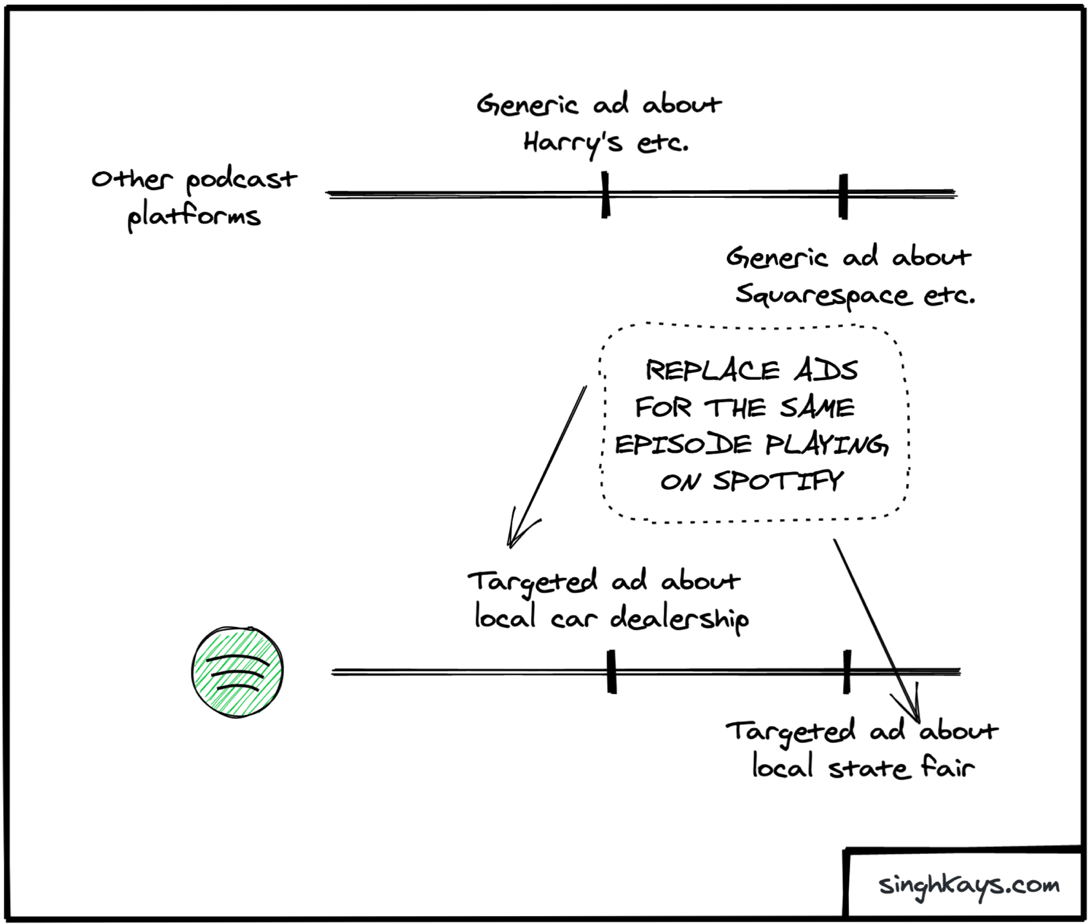 Generic ad about
Harry's etc.
Other podcast
platforms
Generic ad about
Squarespace etc.
REPLACE ADS
FOR THE SAME
EPISODE PLAYING
ON SPOTIFY
Targeted ad about
local car dealership
Targeted ad about
local state fair
singhkays.com